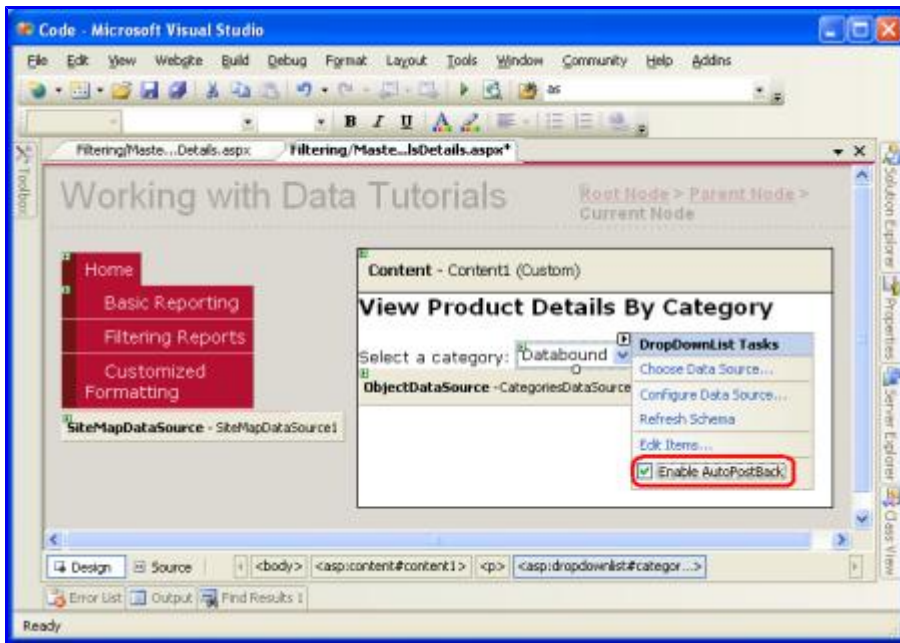 Code - Microsoft Visual Studio
File Edit View Website Build Debug Format Layout Tools Window Community Help Addins
as
B I U A
Filtering/Maste...Details.aspx Filtering/Maste...lsDetails.aspx*
Toolbox
Working with Data Tutorials
Root Node > Parent Node >
Current Node
Home
Basic Reporting
Filtering Reports
Customized
Formatting
SiteMapDataSource - SiteMapDataSource1
Content - Content1 (Custom)
View Product Details By Category
Select a category: Databound
ObjectDataSource - CategoriesDataSource
DropDownList Tasks
Choose Data Source...
Configure Data Source...
Refresh Schema
Edit Items...
Enable AutoPostBack
Solution Explorer
Properties
Server Explorer
Class View
Design Source <body> <asp:content#content1> <p> <asp:dropdownlist#categor...>
Error List Output Find Results 1
Ready